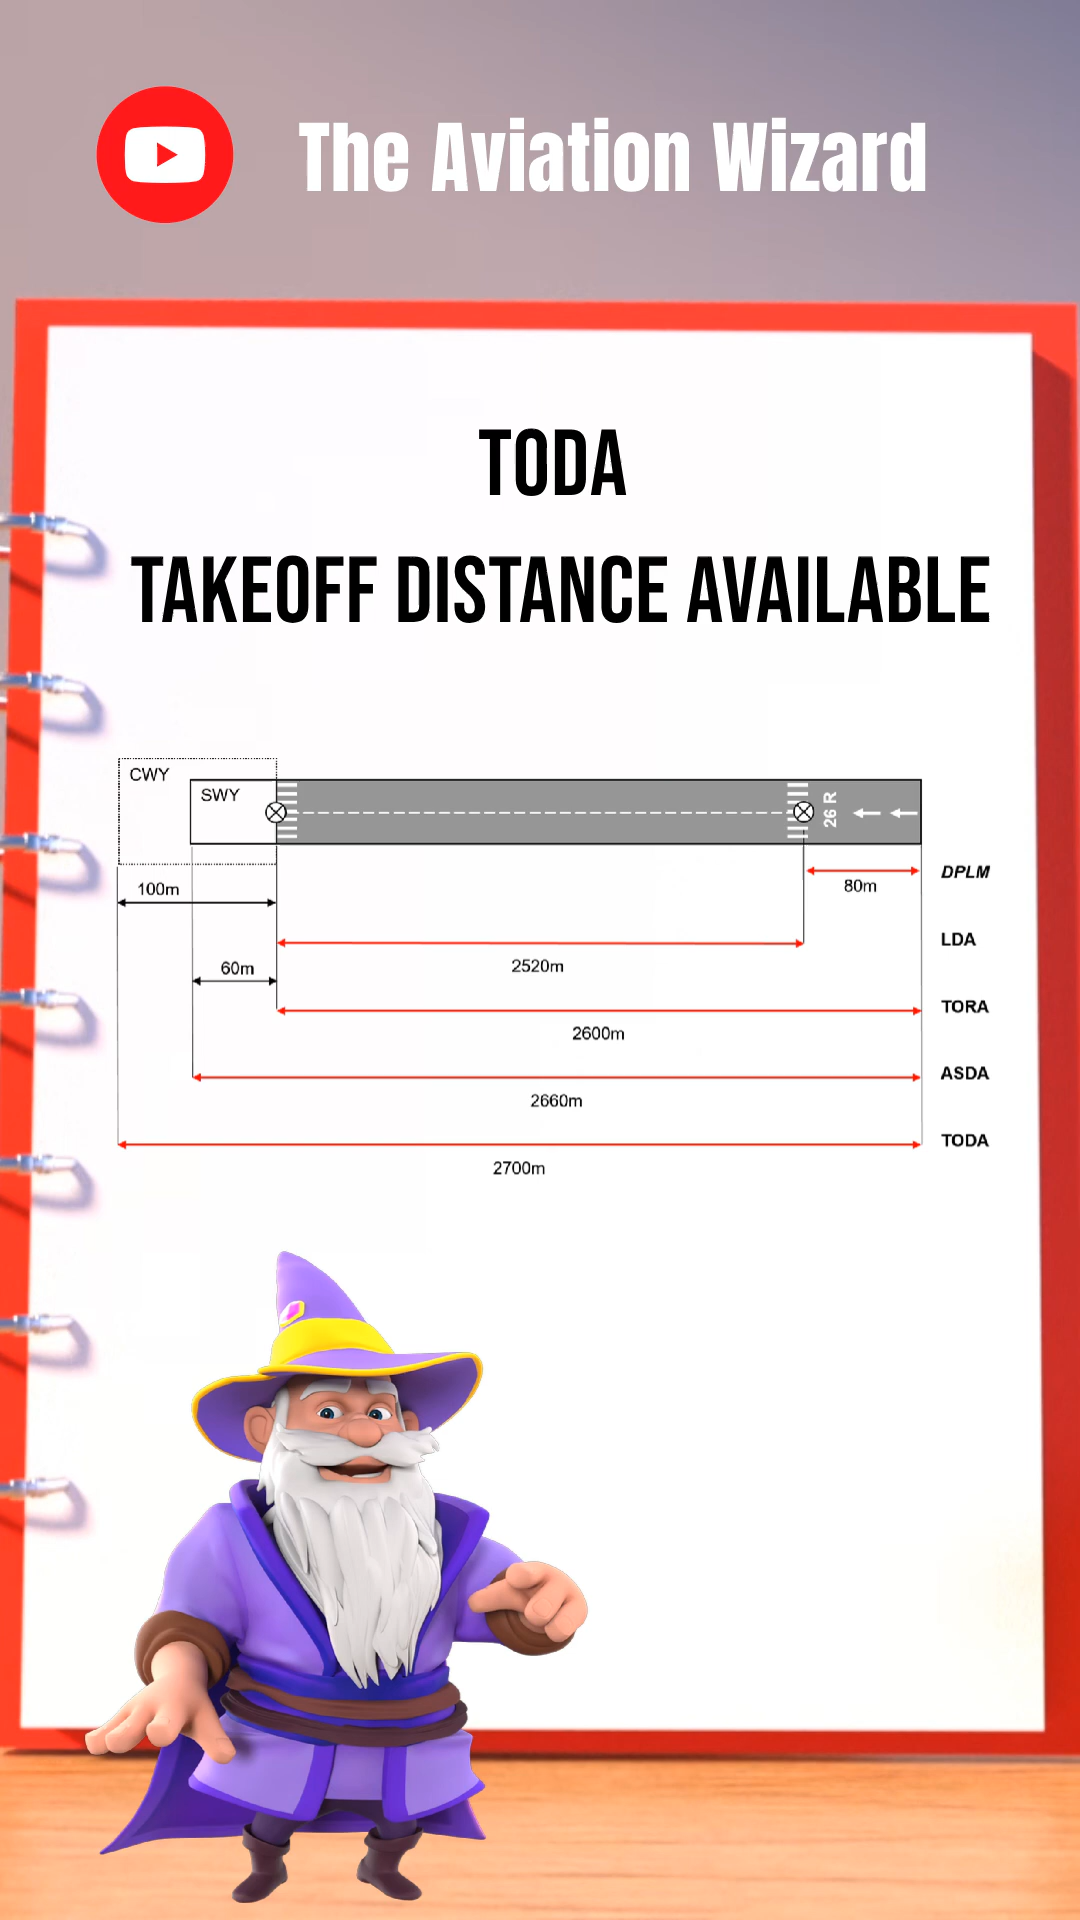 The Aviation Wizard
TODA
TAKEOFF DISTANCE AVAILABLE
CWY
SWY
26 R
DPLM
100m
80m
LDA
2520m
60m
TORA
2600m
ASDA
2660m
TODA
2700m